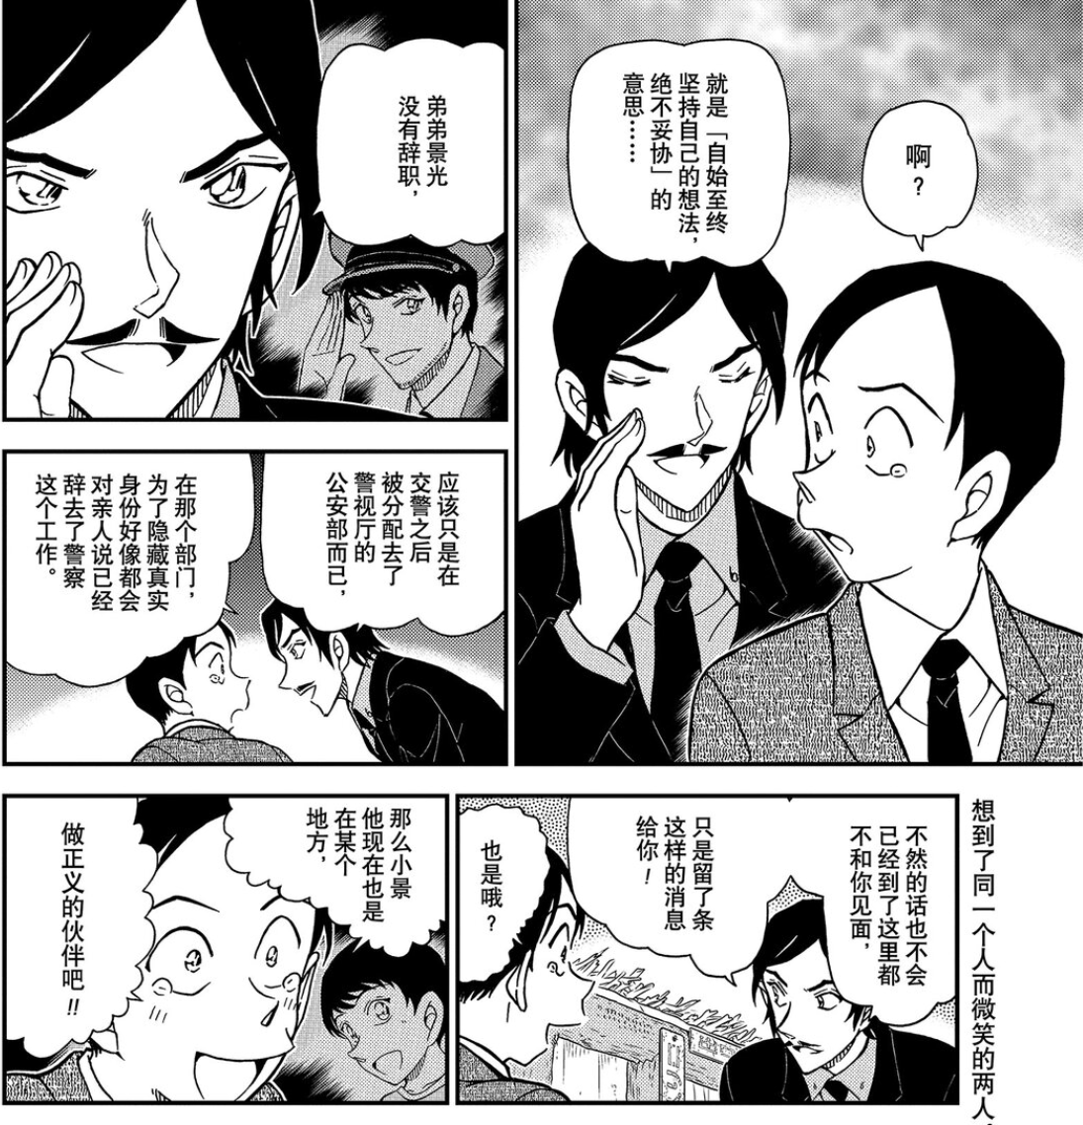 啊？
就是「自始至终
坚持自己的想法，
绝不妥协」的
意思……
弟弟景光
没有辞职，
应该只是在
交警之后
被分配去了
警视厅的
公安部而已，
在那个部门，
为了隐藏真实
身份好像都会
对亲人说已经
辞去了警察
这个工作。
不然的话也不会
已经到了这里都
不和你见面，
只是留了条
这样的消息
给你！
也是哦？
那么小景
他现在也是
在某个
地方，
做正义的伙伴吧！！
想到了同一个人而微笑的两人。